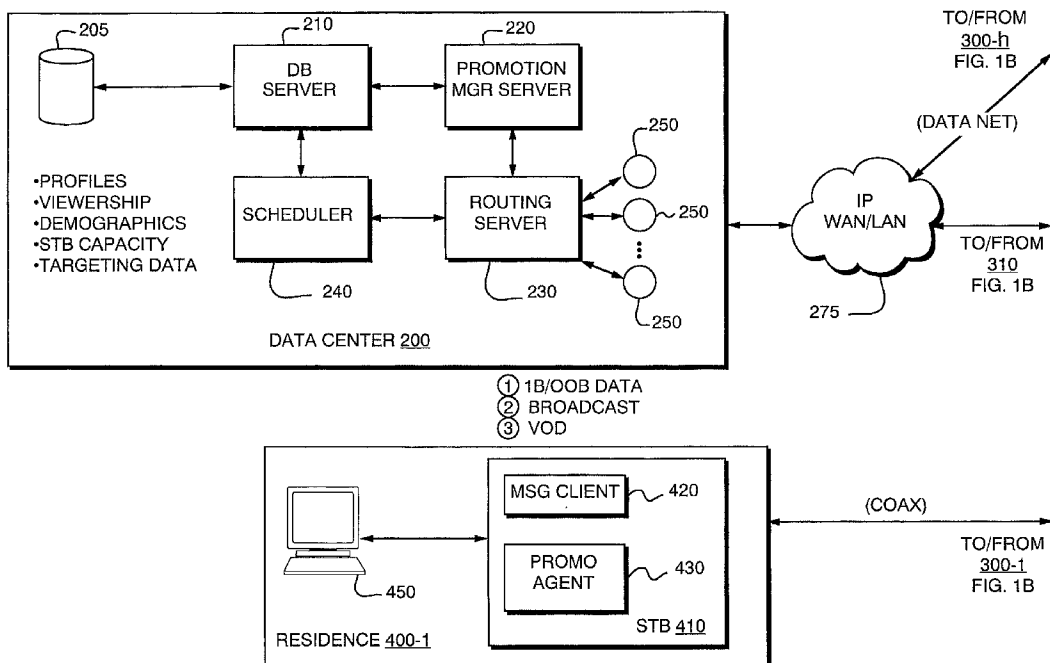 205
210
DB
SERVER
220
PROMOTION
MGR SERVER
•PROFILES
•VIEWERSHIP
•DEMOGRAPHICS
•STB CAPACITY
•TARGETING DATA
SCHEDULER
240
ROUTING
SERVER
230
250
250
250
DATA CENTER 200
TO/FROM
300-h
FIG. 1B
(DATA NET)
IP
WAN/LAN
275
TO/FROM
310
FIG. 1B
1 1B/OOB DATA
2 BROADCAST
3 VOD
MSG CLIENT
420
PROMO
AGENT
430
450
STB 410
RESIDENCE 400-1
(COAX)
TO/FROM
300-1
FIG. 1B